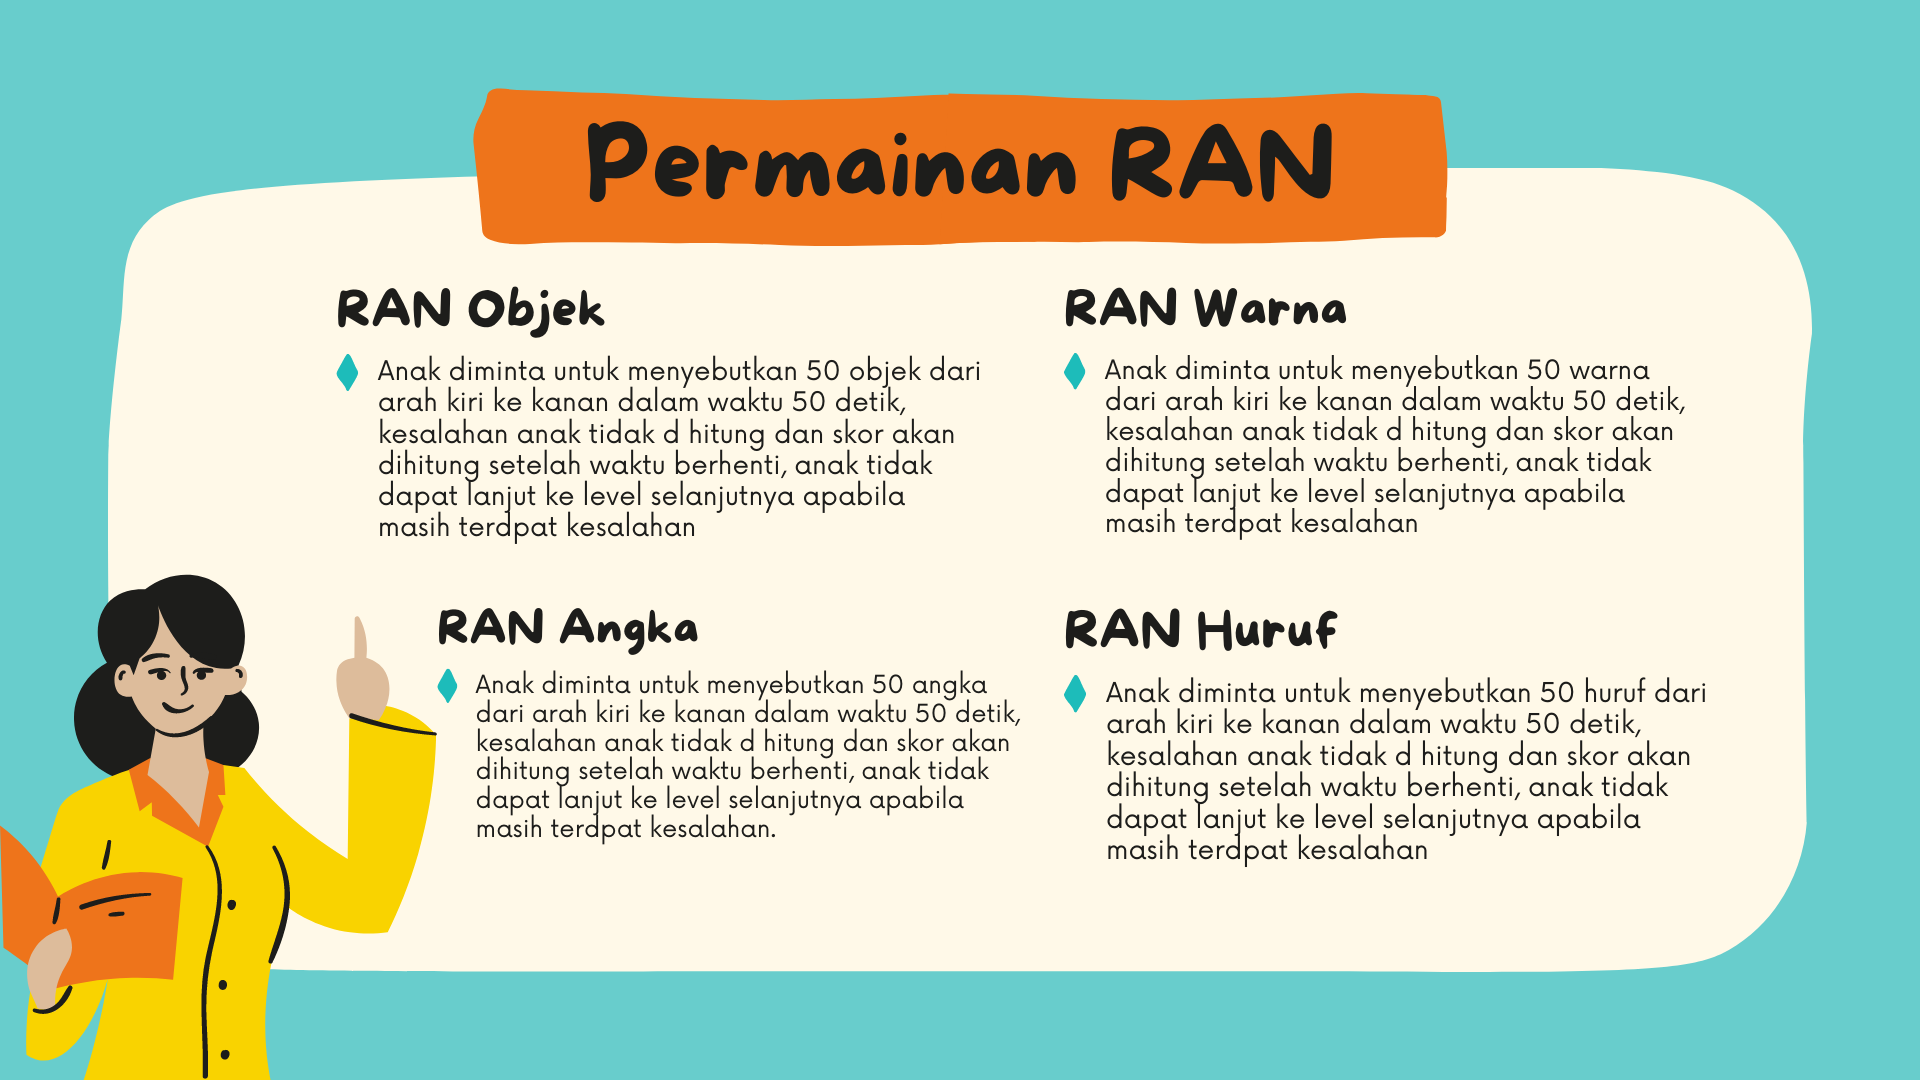 Permainan RAN
RAN Objek
Anak diminta untuk menyebutkan 50 objek dari
arah kiri ke kanan dalam waktu 50 detik,
kesalahan anak tidak d hitung dan skor akan
dihitung setelah waktu berhenti, anak tidak
dapat lanjut ke level selanjutnya apabila
masih terdpat kesalahan
RAN Warna
Anak diminta untuk menyebutkan 50 warna
dari arah kiri ke kanan dalam waktu 50 detik,
kesalahan anak tidak d hitung dan skor akan
dihitung setelah waktu berhenti, anak tidak
dapat lanjut ke level selanjutnya apabila
masih terdpat kesalahan
RAN Angka
Anak diminta untuk menyebutkan 50 angka
dari arah kiri ke kanan dalam waktu 50 detik,
kesalahan anak tidak d hitung dan skor akan
dihitung setelah waktu berhenti, anak tidak
dapat lanjut ke level selanjutnya apabila
masih terdpat kesalahan.
RAN Huruf
Anak diminta untuk menyebutkan 50 huruf dari
arah kiri ke kanan dalam waktu 50 detik,
kesalahan anak tidak d hitung dan skor akan
dihitung setelah waktu berhenti, anak tidak
dapat lanjut ke level selanjutnya apabila
masih terdpat kesalahan